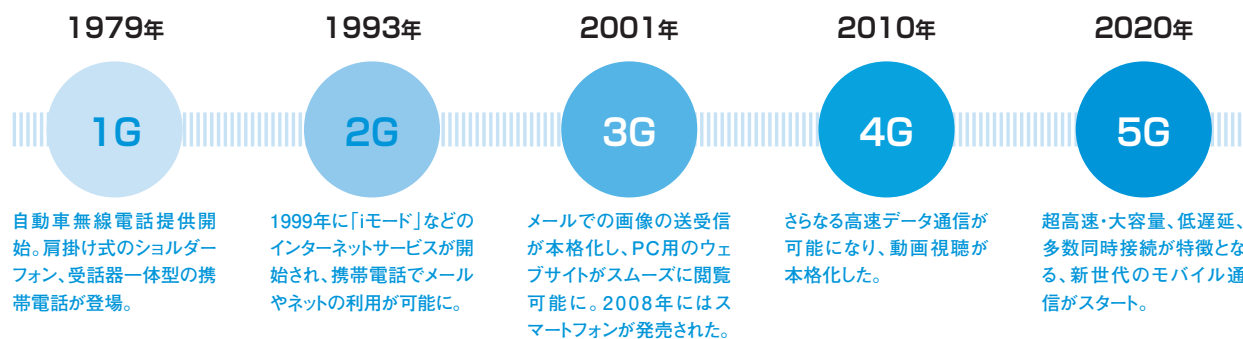 1979年
1G
自動車無線電話提供開
始。肩掛け式のショルダー
フォン、受話器一体型の携
帯電話が登場。
1993年
2G
1999年に「iモード」などの
インターネットサービスが開
始され、携帯電話でメール
やネットの利用が可能に。
2001年
3G
メールでの画像の送受信
が本格化し、PC用のウェ
ブサイトがスムーズに閲覧
可能に。2008年にはス
マートフォンが発売された。
2010年
4G
さらなる高速データ通信が
可能になり、動画視聴が
本格化した。
2020年
5G
超高速・大容量、低遅延、
多数同時接続が特徴とな
る、新世代のモバイル通
信がスタート。